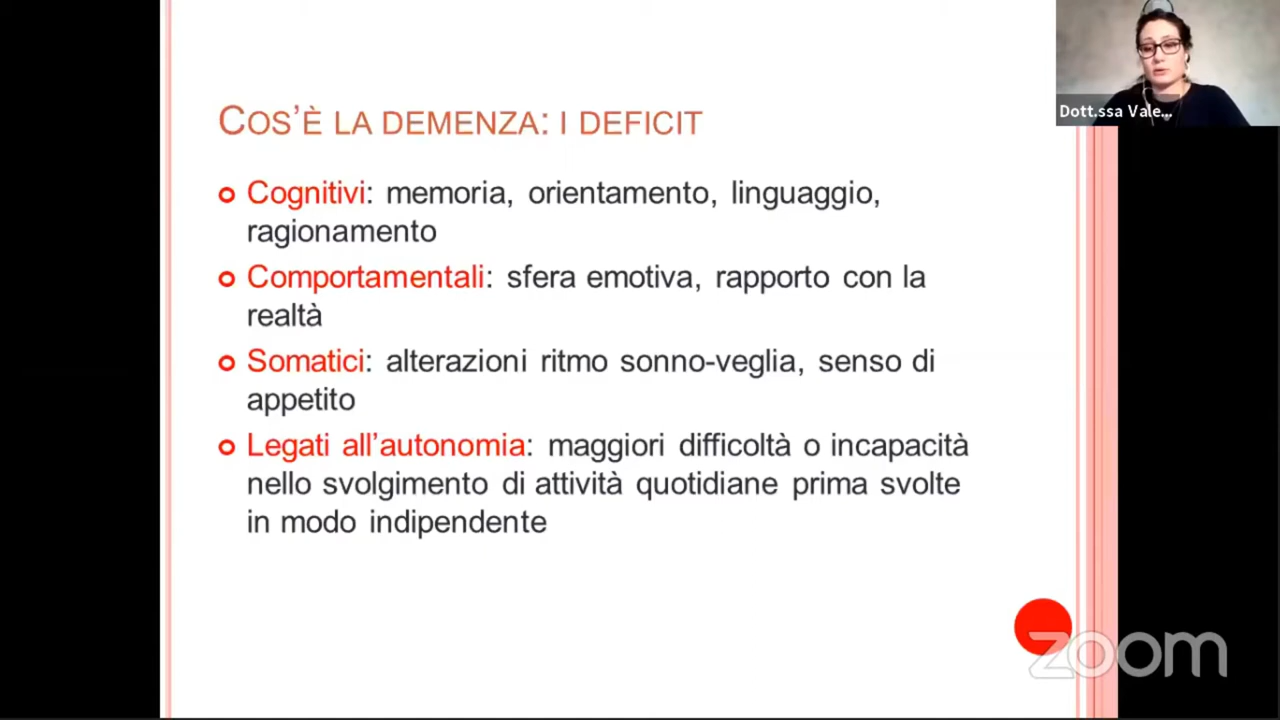 Dott.ssa Vale...
COS'È LA DEMENZA: I DEFICIT
Cognitivi: memoria, orientamento, linguaggio,
ragionamento
Comportamentali: sfera emotiva, rapporto con la
realtà
Somatici: alterazioni ritmo sonno-veglia, senso di
appetito
Legati all'autonomia: maggiori difficoltà o incapacità
nello svolgimento di attività quotidiane prima svolte
in modo indipendente
zoom